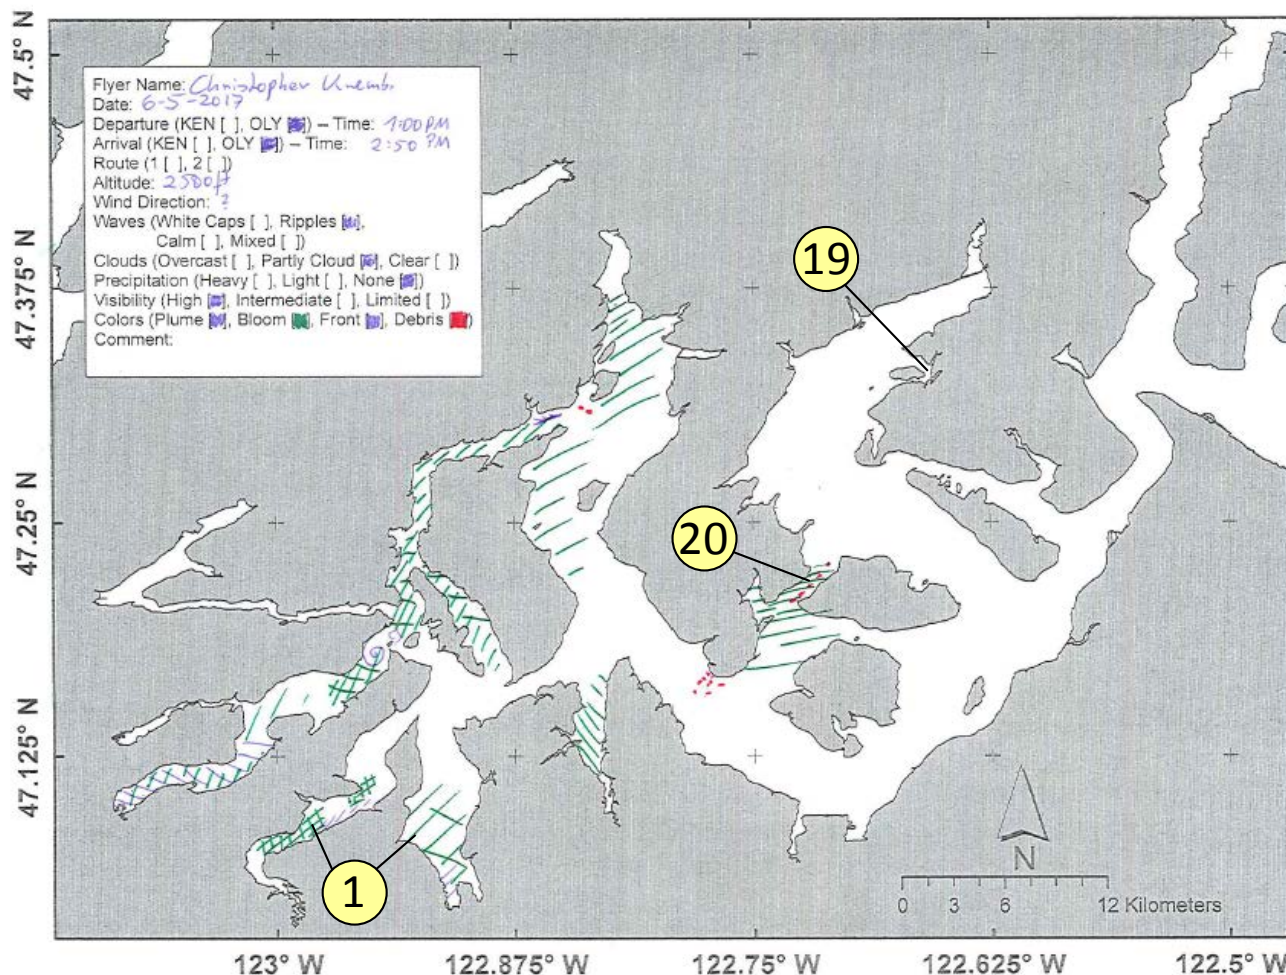 47.5° N
47.375° N
47.25° N
47.125° N
Flyer Name: Christopher
Date: 6-5-2017
Departure (KEN [ ], OLY [ ]) – Time: 1:00 PM
Arrival (KEN [ ], OLY [ ]) – Time: 2:50 PM
Route (1 [ ], 2 [ ])
Altitude: 2500ft
Wind Direction: ?
Waves (White Caps [ ], Ripples [ ],
Calm [ ], Mixed [ ])
Clouds (Overcast [ ], Partly Cloud [ ], Clear [ ])
Precipitation (Heavy [ ], Light [ ], None [ ])
Visibility (High [ ], Intermediate [ ], Limited [ ])
Colors (Plume [ ], Bloom [ ], Front [ ], Debris [ ])
Comment:
19
20
1
N
0 3 6 12 Kilometers
123° W 122.875° W 122.75° W 122.625° W 122.5° W